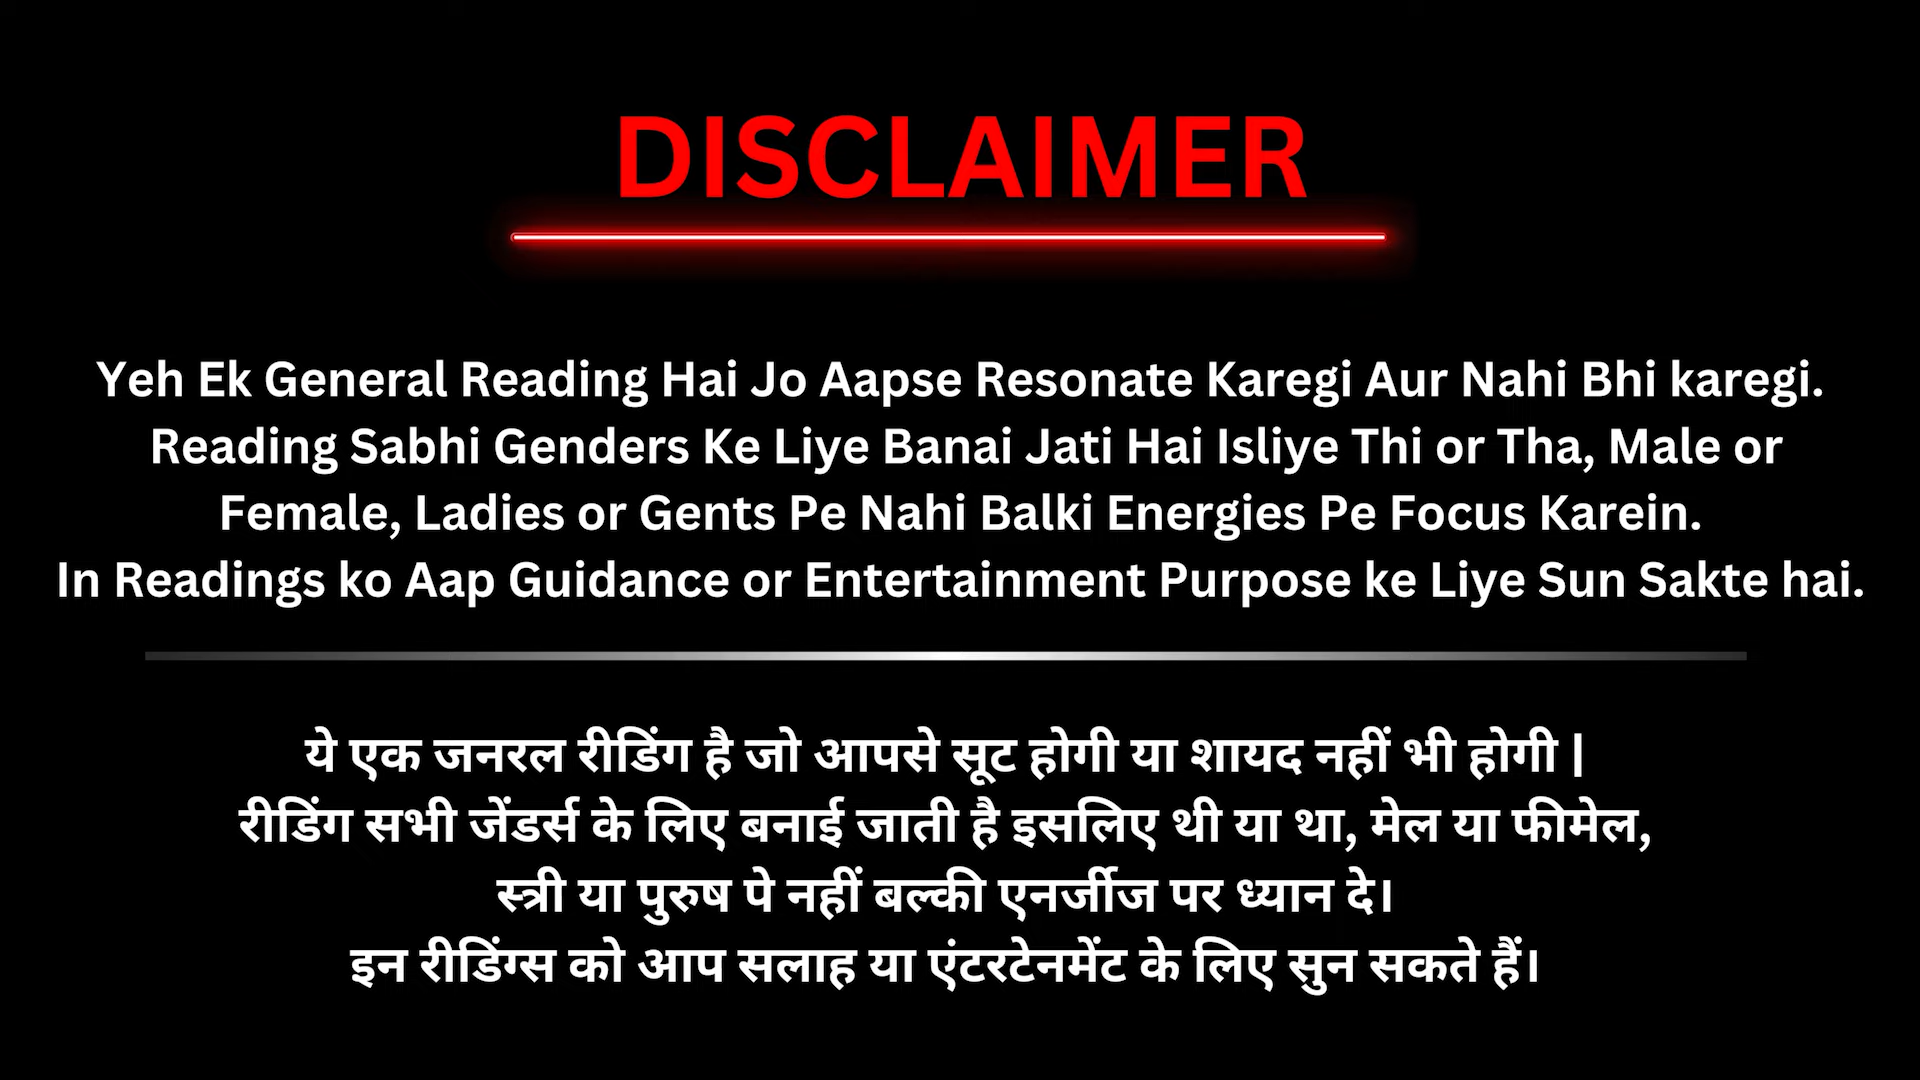 DISCLAIMER
Yeh Ek General Reading Hai Jo Aapse Resonate Karegi Aur Nahi Bhi karegi.
Reading Sabhi Genders Ke Liye Banai Jati Hai Isliye Thi or Tha, Male or
Female, Ladies or Gents Pe Nahi Balki Energies Pe Focus Karein.
In Readings ko Aap Guidance or Entertainment Purpose ke Liye Sun Sakte hai.
ये एक जनरल रीडिंग है जो आपसे सूट होगी या शायद नहीं भी होगी |
रीडिंग सभी जेंडर्स के लिए बनाई जाती है इसलिए थी या था, मेल या फीमेल,
स्त्री या पुरुष पे नहीं बल्की एनर्जीज पर ध्यान दे।
इन रीडिंग्स को आप सलाह या एंटरटेनमेंट के लिए सुन सकते हैं।